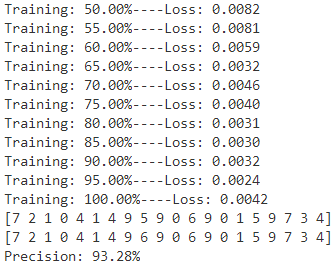 Training: 50.00%----Loss: 0.0082
Training: 55.00%----Loss: 0.0081
Training: 60.00%----Loss: 0.0059
Training: 65.00%----Loss: 0.0032
Training: 70.00%----Loss: 0.0046
Training: 75.00%----Loss: 0.0040
Training: 80.00%----Loss: 0.0031
Training: 85.00%----Loss: 0.0030
Training: 90.00%----Loss: 0.0032
Training: 95.00%----Loss: 0.0024
Training: 100.00%----Loss: 0.0042
[7 2 1 0 4 1 4 9 5 9 0 6 9 0 1 5 9 7 3 4]
[7 2 1 0 4 1 4 9 6 9 0 6 9 0 1 5 9 7 3 4]
Precision: 93.28%